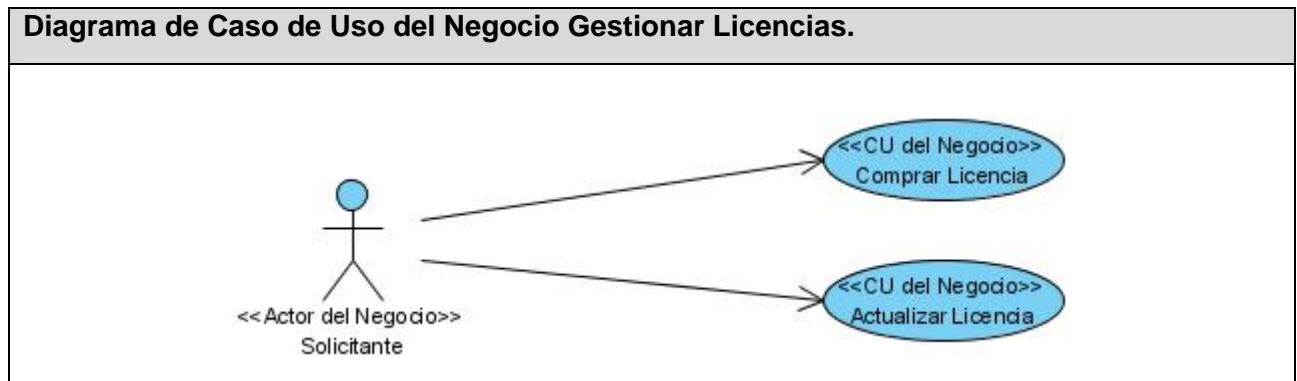 Diagrama de Caso de Uso del Negocio Gestionar Licencias.
<<CU del Negocio>>
Comprar Licencia
<<Actor del Negocio>>
Solicitante
<<CU del Negocio>>
Actualizar Licencia